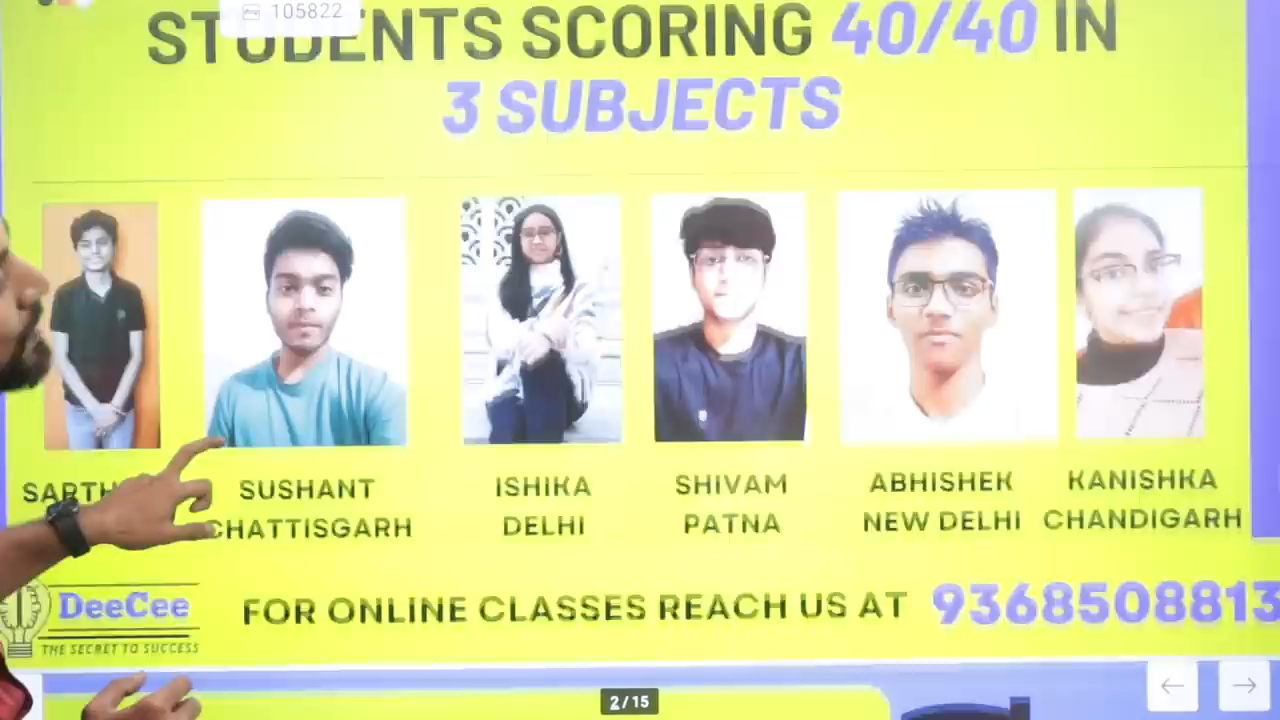 105822
STUDENTS SCORING 40/40 IN
3 SUBJECTS
SUSHANT
CHATTISGARH
ISHIKA
DELHI
SHIVAM
PATNA
ABHISHEK
NEW DELHI
KANISHKA
CHANDIGARH
DeeCee
THE SECRET TO SUCCESS
FOR ONLINE CLASSES REACH US AT 9368508813
2/15